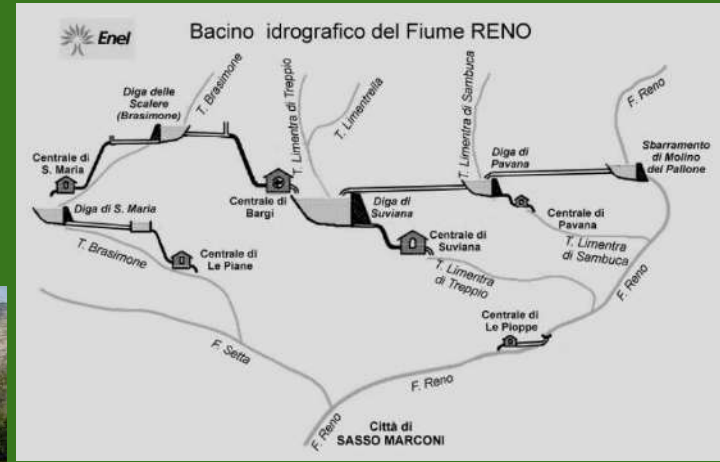 Enel
Bacino idrografico del Fiume RENO
T. Brasimone
Diga delle
Scalere
(Brasimone)
T. Limentra di Treppio
T. Limentrella
T. Limentra di Sambuca
F. Reno
Centrale di
S. Maria
Centrale di
Bargi
Diga di
Pavana
Sbarramento
di Molino
del Pallone
Diga di S. Maria
Diga di
Suviana
Centrale di
Pavana
T. Brasimone
Centrale di
Le Piane
Centrale di
Suviana
T. Limentra
di Sambuca
T. Limentra
di Treppio
F. Reno
Centrale di
Le Pioppe
F. Setta
F. Reno
F. Reno
Città di
SASSO MARCONI